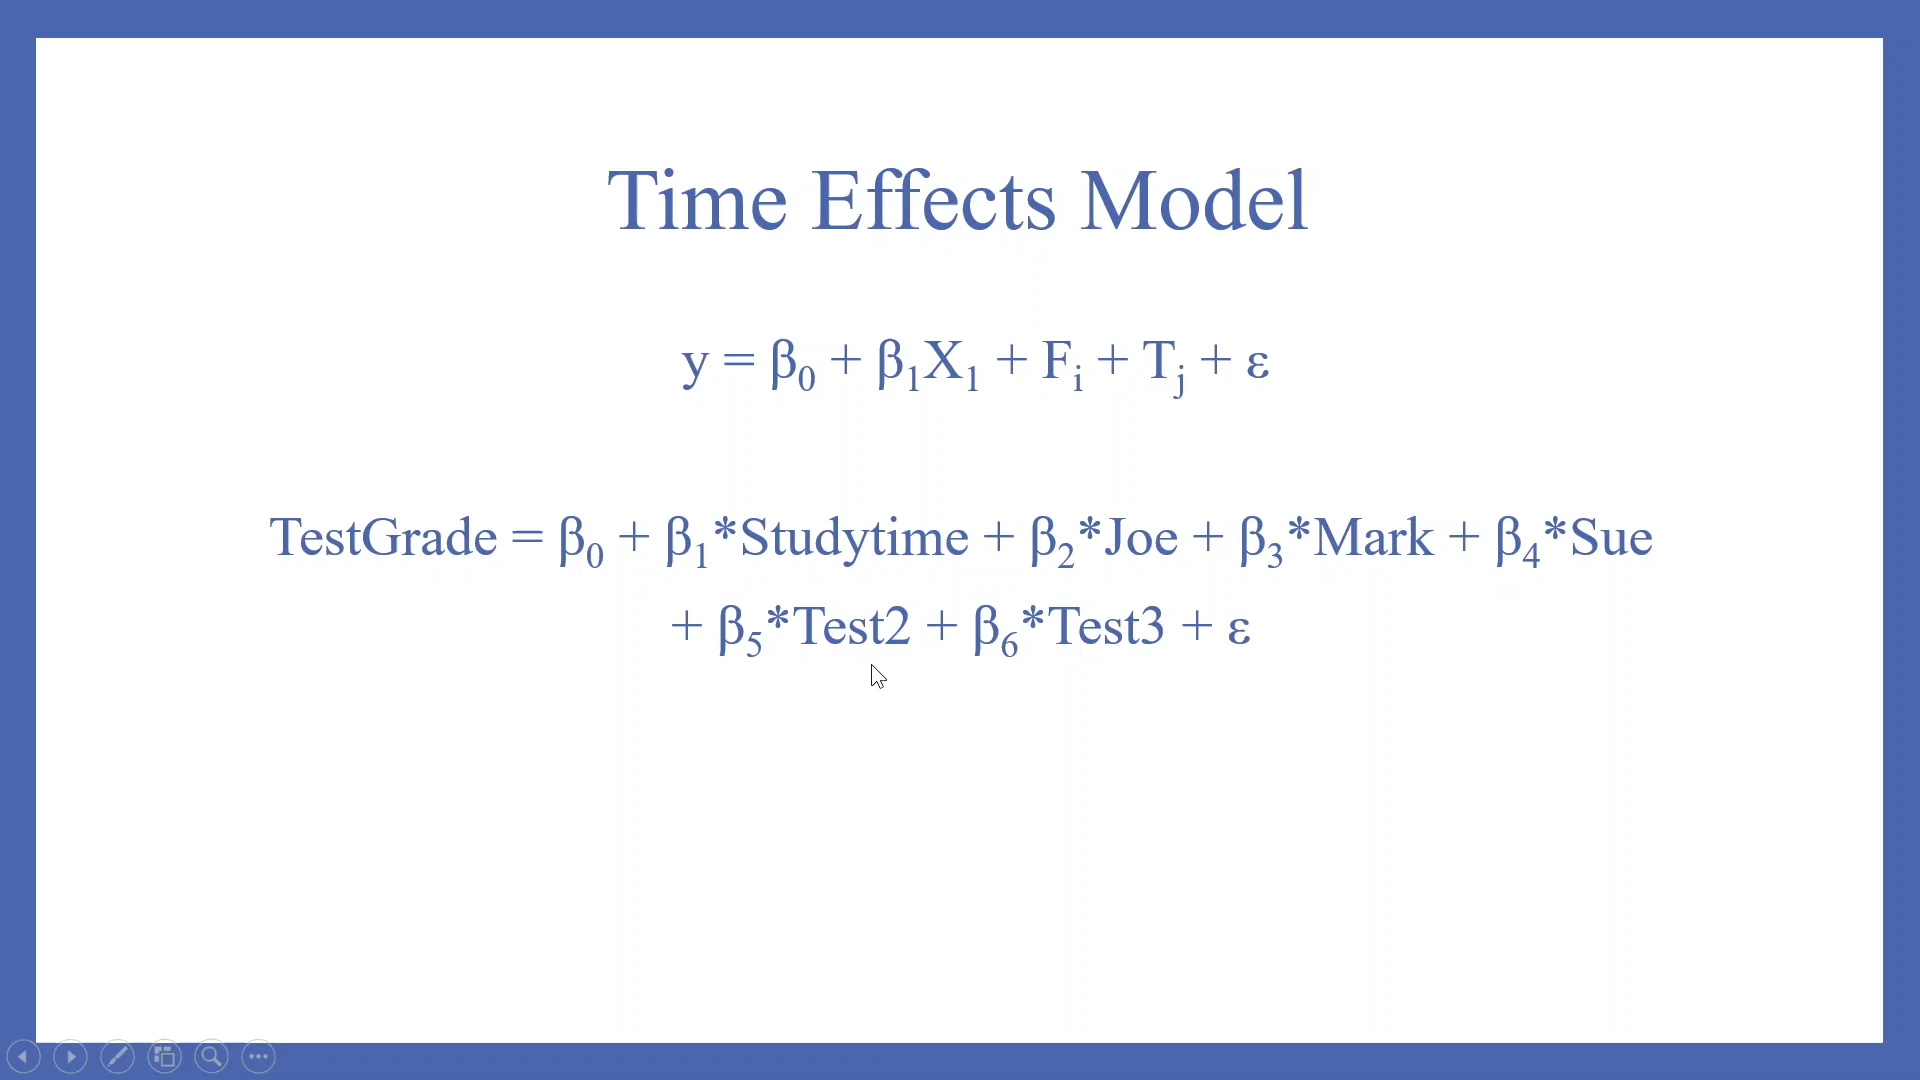 Time Effects Model
y = β₀ + β₁X₁ + Fᵢ + Tⱼ + ε
TestGrade = β₀ + β₁*Studytime + β₂*Joe + β₃*Mark + β₄*Sue
+ β₅*Test2 + β₆*Test3 + ε